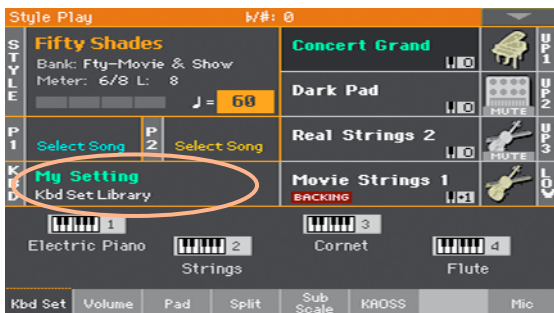 Style Play
♭/#: 0
STYLE
Fifty Shades
Bank: Fty-Movie & Show
Meter: 6/8 L: 8
♩ = 60
P1
Select Song
P2
Select Song
KBD
My Setting
Kbd Set Library
Concert Grand
UP1
Dark Pad
MUTE
UP2
Real Strings 2
MUTE
UP3
Movie Strings 1
BACKING
LOW
1
Electric Piano
2
Strings
3
Cornet
4
Flute
Kbd Set
Volume
Pad
Split
Sub Scale
KAOSS
Mic